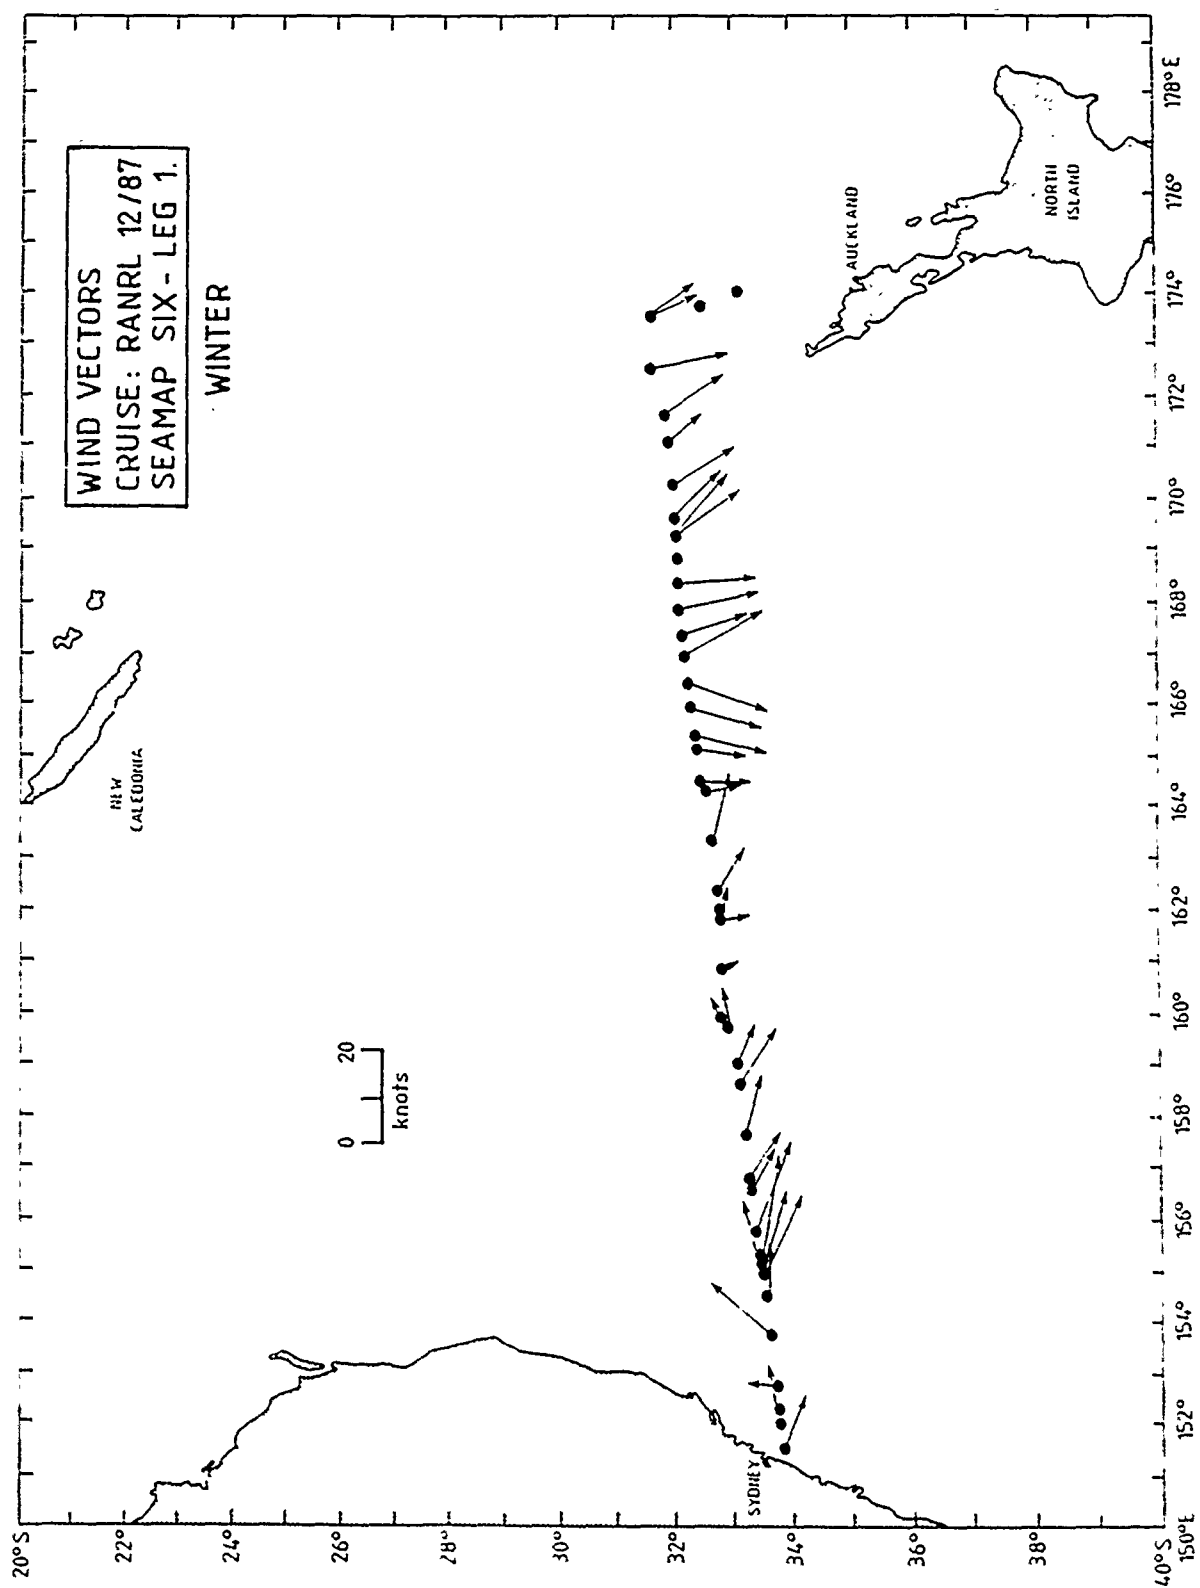 WIND VECTORS
CRUISE: RANRL 12/87
SEAMAP SIX - LEG 1.
WINTER
20°S
22°
24°
26°
28°
30°
32°
34°
36°
38°
40°S
150°E
152°
154°
156°
158°
160°
162°
164°
166°
168°
170°
172°
174°
176°
178°E
NEW
CALEDONIA
0 20
knots
SYDNEY
AUCKLAND
NORTH
ISLAND